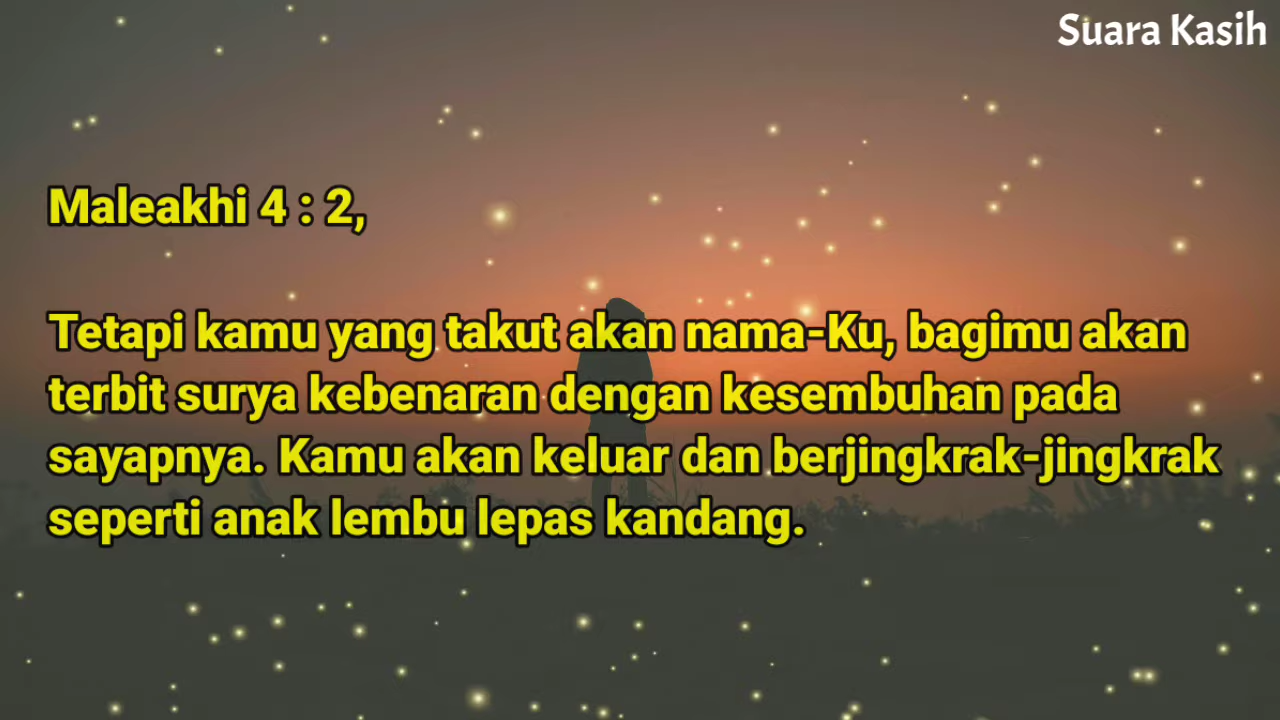 Suara Kasih
Maleakhi 4 : 2,
Tetapi kamu yang takut akan nama-Ku, bagimu akan
terbit surya kebenaran dengan kesembuhan pada
sayapnya. Kamu akan keluar dan berjingkrak-jingkrak
seperti anak lembu lepas kandang.